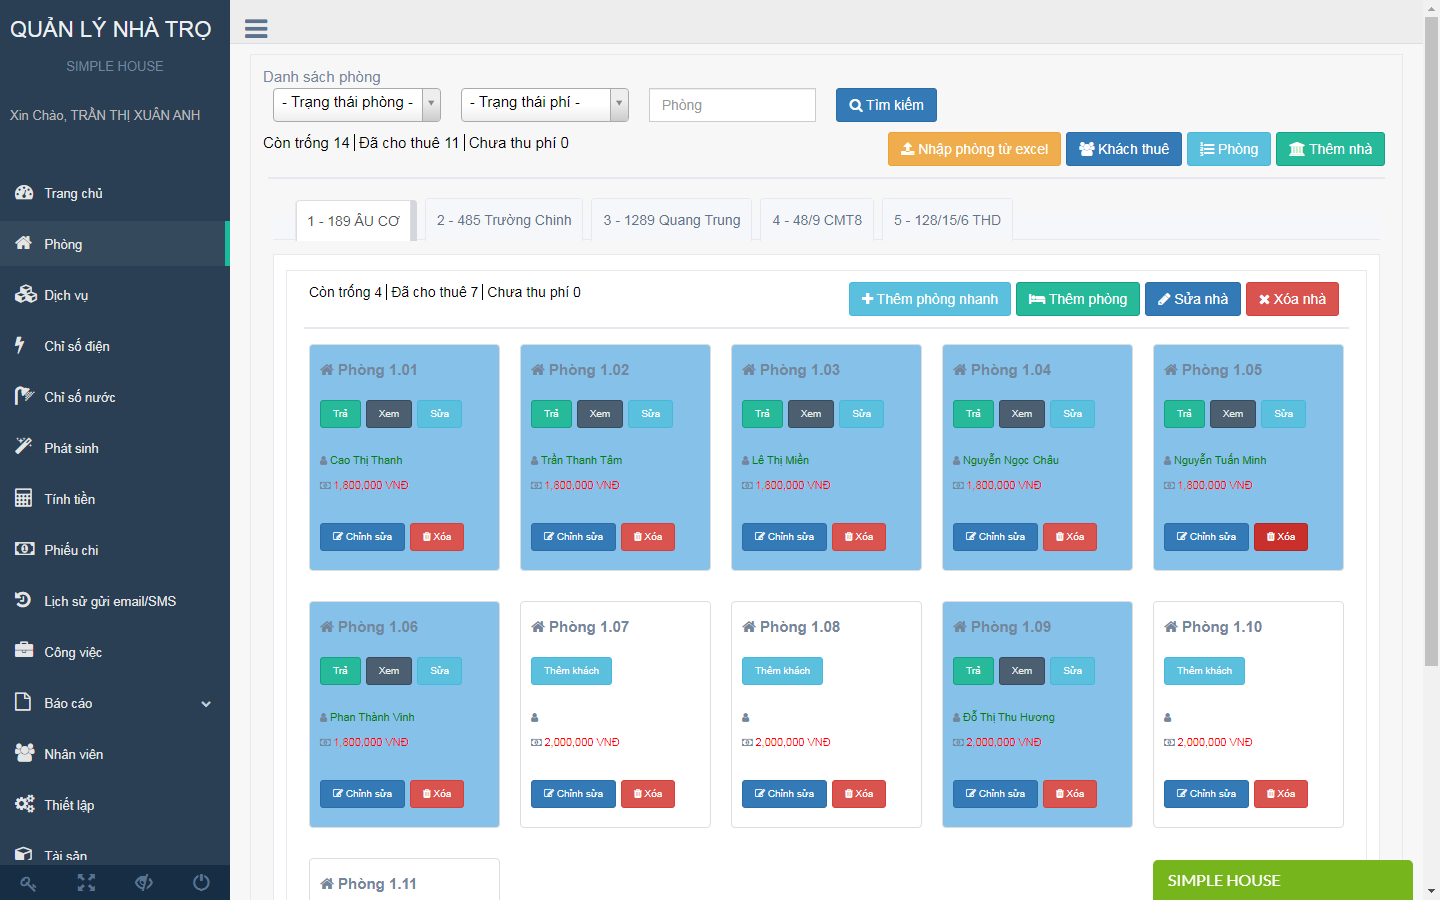 QUẢN LÝ NHÀ TRỌ
SIMPLE HOUSE
Xin Chào, TRẦN THỊ XUÂN ANH
Trang chủ
Phòng
Dịch vụ
Chỉ số điện
Chỉ số nước
Phát sinh
Tính tiền
Phiếu chi
Lịch sử gửi email/SMS
Công việc
Báo cáo
Nhân viên
Thiết lập
Tài sản
Danh sách phòng
- Trạng thái phòng -
- Trạng thái phí -
Phòng
Tìm kiếm
Còn trống 14 | Đã cho thuê 11 | Chưa thu phí 0
Nhập phòng từ excel
Khách thuê
Phòng
Thêm nhà
1 - 189 ÂU CƠ
2 - 485 Trường Chinh
3 - 1289 Quang Trung
4 - 48/9 CMT8
5 - 128/15/6 THD
Còn trống 4 | Đã cho thuê 7 | Chưa thu phí 0
Thêm phòng nhanh
Thêm phòng
Sửa nhà
Xóa nhà
Phòng 1.01
Trả Xem Sửa
Cao Thị Thanh
1,800,000 VNĐ
Chỉnh sửa Xóa
Phòng 1.02
Trả Xem Sửa
Trần Thanh Tâm
1,800,000 VNĐ
Chỉnh sửa Xóa
Phòng 1.03
Trả Xem Sửa
Lê Thị Miền
1,800,000 VNĐ
Chỉnh sửa Xóa
Phòng 1.04
Trả Xem Sửa
Nguyễn Ngọc Châu
1,800,000 VNĐ
Chỉnh sửa Xóa
Phòng 1.05
Trả Xem Sửa
Nguyễn Tuấn Minh
1,800,000 VNĐ
Chỉnh sửa Xóa
Phòng 1.06
Trả Xem Sửa
Phan Thành Vinh
1,800,000 VNĐ
Chỉnh sửa Xóa
Phòng 1.07
Thêm khách
2,000,000 VNĐ
Chỉnh sửa Xóa
Phòng 1.08
Thêm khách
2,000,000 VNĐ
Chỉnh sửa Xóa
Phòng 1.09
Trả Xem Sửa
Đỗ Thị Thu Hương
2,000,000 VNĐ
Chỉnh sửa Xóa
Phòng 1.10
Thêm khách
2,000,000 VNĐ
Chỉnh sửa Xóa
Phòng 1.11
SIMPLE HOUSE